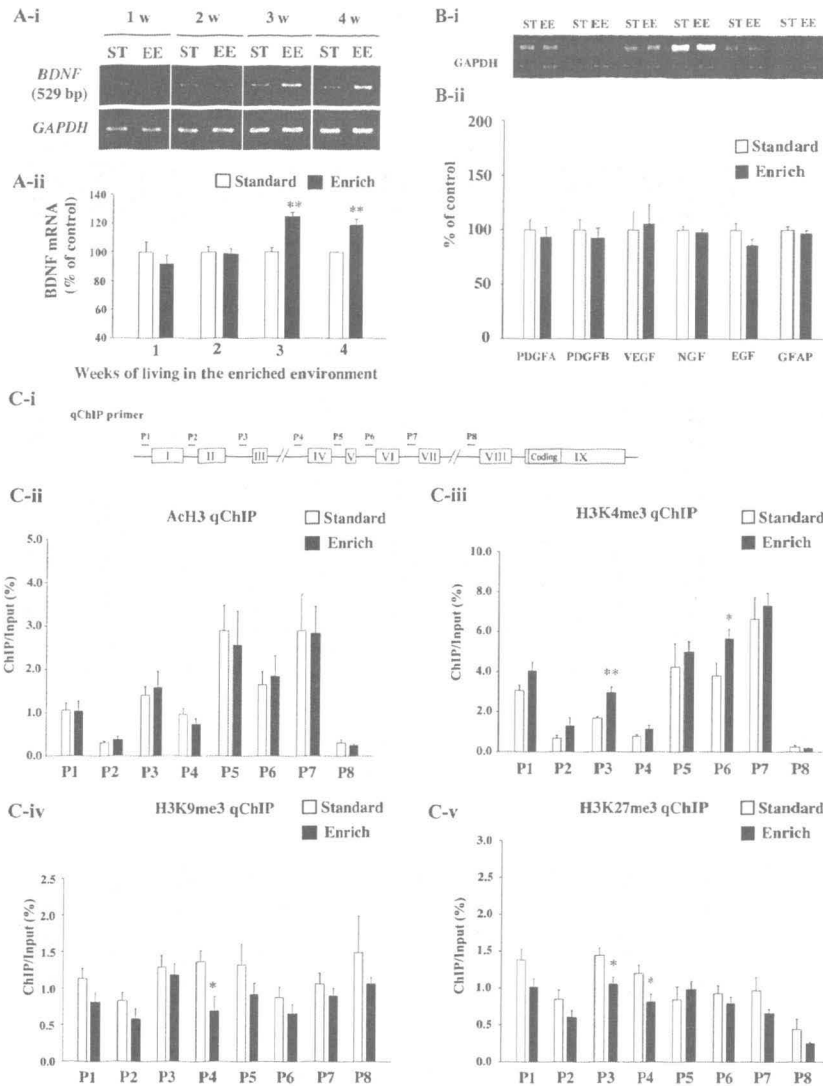 A-i
1 w 2 w 3 w 4 w
ST EE ST EE ST EE ST EE
BDNF
(529 bp)
GAPDH
A-ii
Standard Enrich
BDNF mRNA
(% of control)
140
120
100
80
60
40
** **
1 2 3 4
Weeks of living in the enriched environment
B-i
ST EE ST EE ST EE ST EE ST EE ST EE
GAPDH
B-ii
Standard
Enrich
% of control
200
150
100
50
0
PDGFA PDGFB VEGF NGF EGF GFAP
C-i
qChIP primer
P1 P2 P3 P4 P5 P6 P7 P8
I II III IV V VI VII VIII Coding IX
C-ii
AcH3 qChIP
Standard
Enrich
ChIP/Input (%)
5.0
4.0
3.0
2.0
1.0
0.0
P1 P2 P3 P4 P5 P6 P7 P8
C-iii
H3K4me3 qChIP
Standard
Enrich
ChIP/Input (%)
10.0
8.0
6.0
4.0
2.0
0.0
** *
P1 P2 P3 P4 P5 P6 P7 P8
C-iv
H3K9me3 qChIP
Standard
Enrich
ChIP/Input (%)
2.5
2.0
1.5
1.0
0.5
0.0
*
P1 P2 P3 P4 P5 P6 P7 P8
C-v
H3K27me3 qChIP
Standard
Enrich
ChIP/Input (%)
3.0
2.5
2.0
1.5
1.0
0.5
0.0
* *
P1 P2 P3 P4 P5 P6 P7 P8